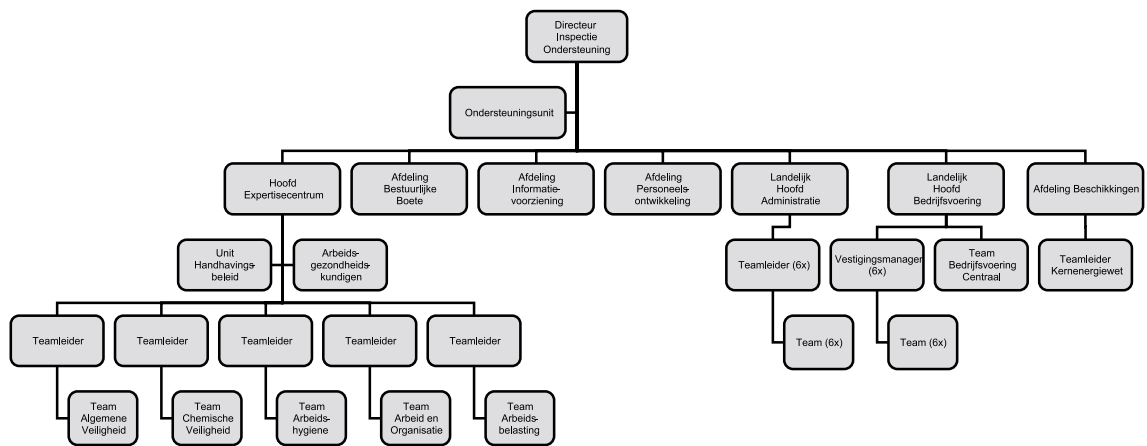 Directeur
Inspectie
Ondersteuning
Ondersteuningsunit
Hoofd
Expertisecentrum
Afdeling
Bestuurlijke
Boete
Afdeling
Informatie-
voorziening
Afdeling
Personeels-
ontwikkeling
Landelijk
Hoofd
Administratie
Landelijk
Hoofd
Bedrijfsvoering
Afdeling Beschikkingen
Unit
Handhavings-
beleid
Arbeids-
gezondheids-
kundigen
Teamleider (6x)
Vestigingsmanager
(6x)
Team
Bedrijfsvoering
Centraal
Teamleider
Kernenergiewet
Teamleider
Teamleider
Teamleider
Teamleider
Teamleider
Team (6x)
Team (6x)
Team
Algemene
Veiligheid
Team
Chemische
Veiligheid
Team
Arbeids-
hygiene
Team
Arbeid en
Organisatie
Team
Arbeids-
belasting